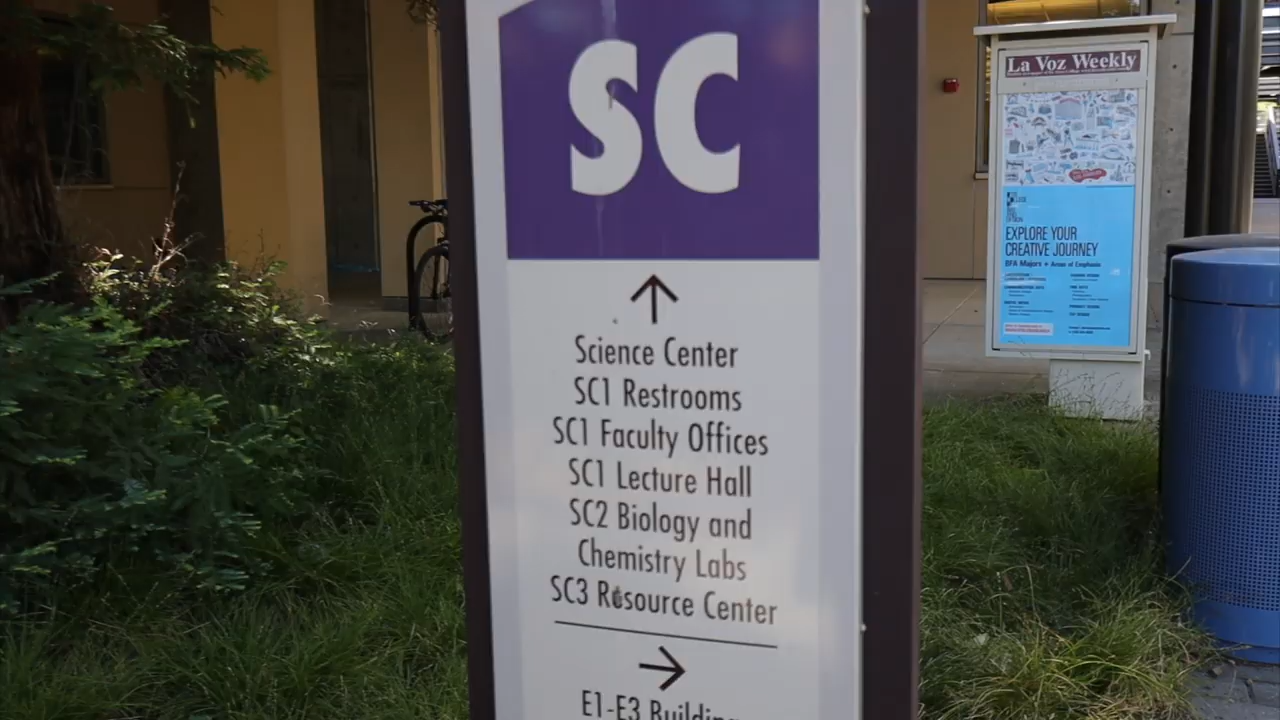 SC
Science Center
SC1 Restrooms
SC1 Faculty Offices
SC1 Lecture Hall
SC2 Biology and
Chemistry Labs
SC3 Resource Center
E1-E3 Building
La Voz Weekly
EXPLORE YOUR
CREATIVE JOURNEY
BFA Majors + Areas of Emphasis